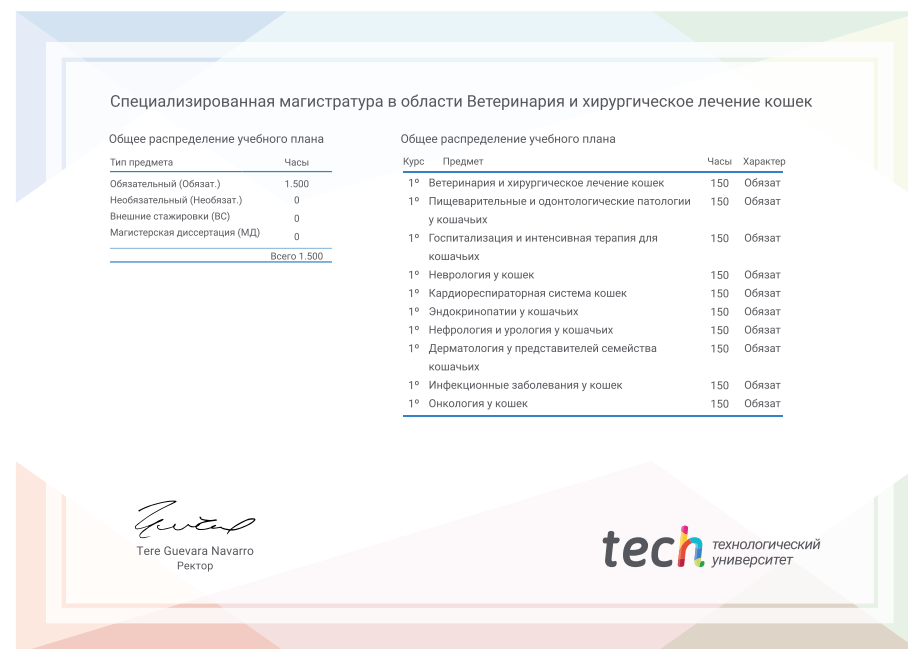 Специализированная магистратура в области Ветеринария и хирургическое лечение кошек
Общее распределение учебного плана
Тип предмета Часы
Обязательный (Обязат.) 1.500
Необязательный (Необязат.) 0
Внешние стажировки (ВС) 0
Магистерская диссертация (МД) 0
Всего 1.500
Общее распределение учебного плана
Курс Предмет Часы Характер
1º Ветеринария и хирургическое лечение кошек 150 Обязат
1º Пищеварительные и одонтологические патологии 150 Обязат
у кошачьих
1º Госпитализация и интенсивная терапия для 150 Обязат
кошачьих
1º Неврология у кошек 150 Обязат
1º Кардиореспираторная система кошек 150 Обязат
1º Эндокринопатии у кошачьих 150 Обязат
1º Нефрология и урология у кошачьих 150 Обязат
1º Дерматология у представителей семейства 150 Обязат
кошачьих
1º Инфекционные заболевания у кошек 150 Обязат
1º Онкология у кошек 150 Обязат
Tere Guevara Navarro
Ректор
tech технологический
университет